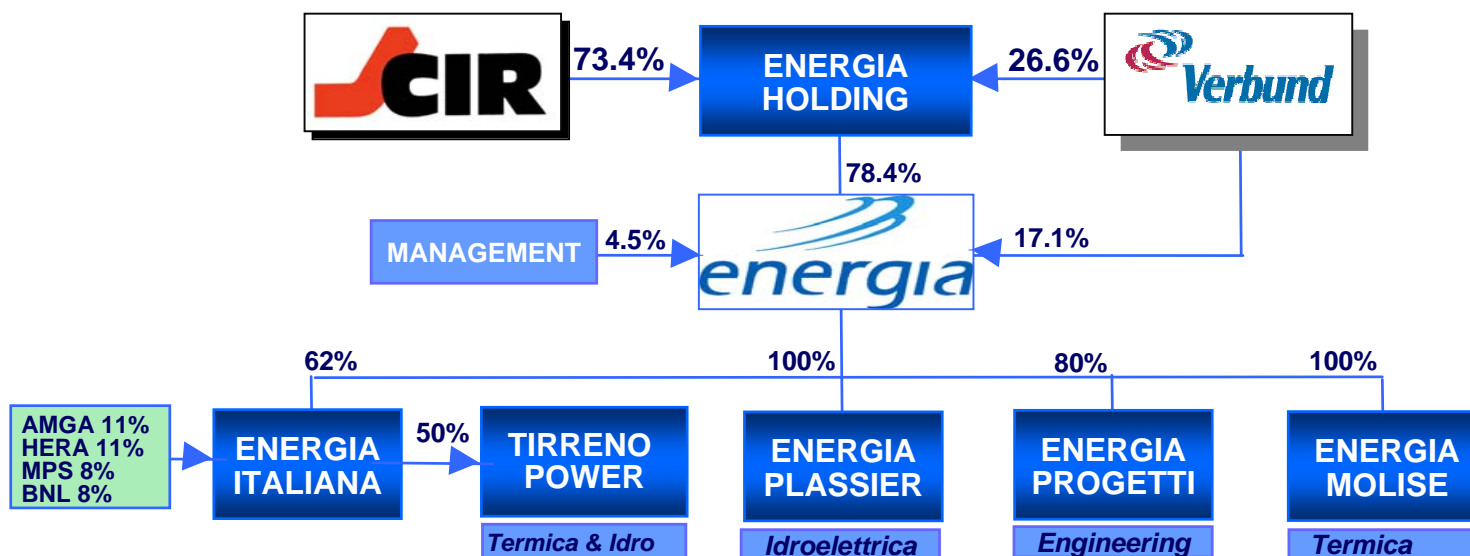 CIR
73.4%
ENERGIA
HOLDING
26.6%
Verbund
78.4%
MANAGEMENT
4.5%
energia
17.1%
62%
100%
80%
100%
AMGA 11%
HERA 11%
MPS 8%
BNL 8%
ENERGIA
ITALIANA
50%
TIRRENO
POWER
ENERGIA
PLASSIER
ENERGIA
PROGETTI
ENERGIA
MOLISE
Termica & Idro
Idroelettrica
Engineering
Termica